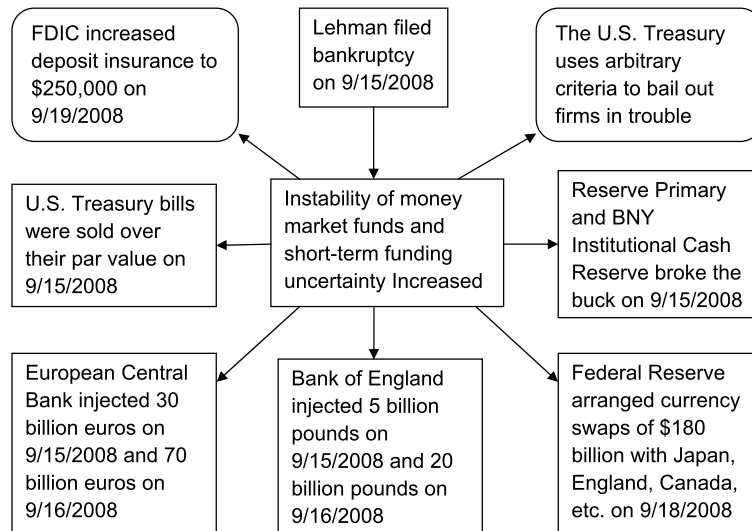 FDIC increased
deposit insurance to
$250,000 on
9/19/2008
Lehman filed
bankruptcy
on 9/15/2008
The U.S. Treasury
uses arbitrary
criteria to bail out
firms in trouble
U.S. Treasury bills
were sold over
their par value on
9/15/2008
Instability of money
market funds and
short-term funding
uncertainty Increased
Reserve Primary
and BNY
Institutional Cash
Reserve broke the
buck on 9/15/2008
European Central
Bank injected 30
billion euros on
9/15/2008 and 70
billion euros on
9/16/2008
Bank of England
injected 5 billion
pounds on
9/15/2008 and 20
billion pounds on
9/16/2008
Federal Reserve
arranged currency
swaps of $180
billion with Japan,
England, Canada,
etc. on 9/18/2008